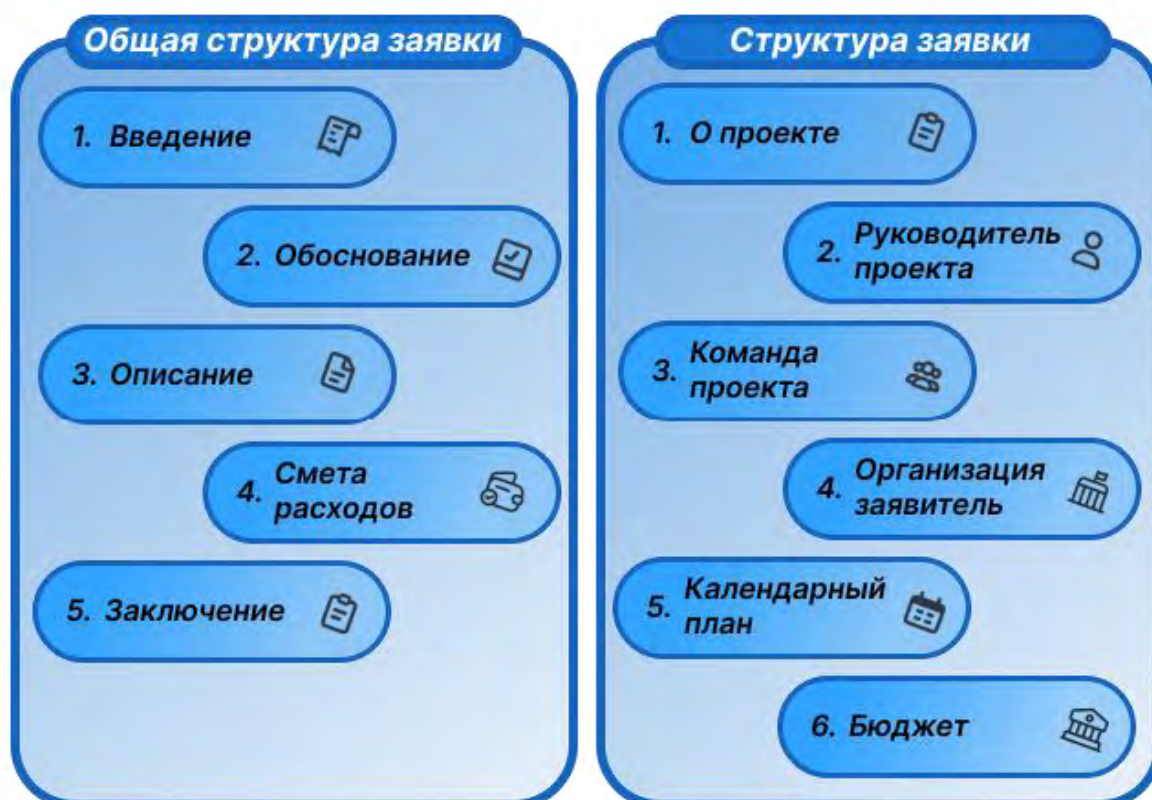 Общая структура заявки
1. Введение
2. Обоснование
3. Описание
4. Смета
расходов
5. Заключение
Структура заявки
1. О проекте
2. Руководитель
проекта
3. Команда
проекта
4. Организация
заявитель
5. Календарный
план
6. Бюджет